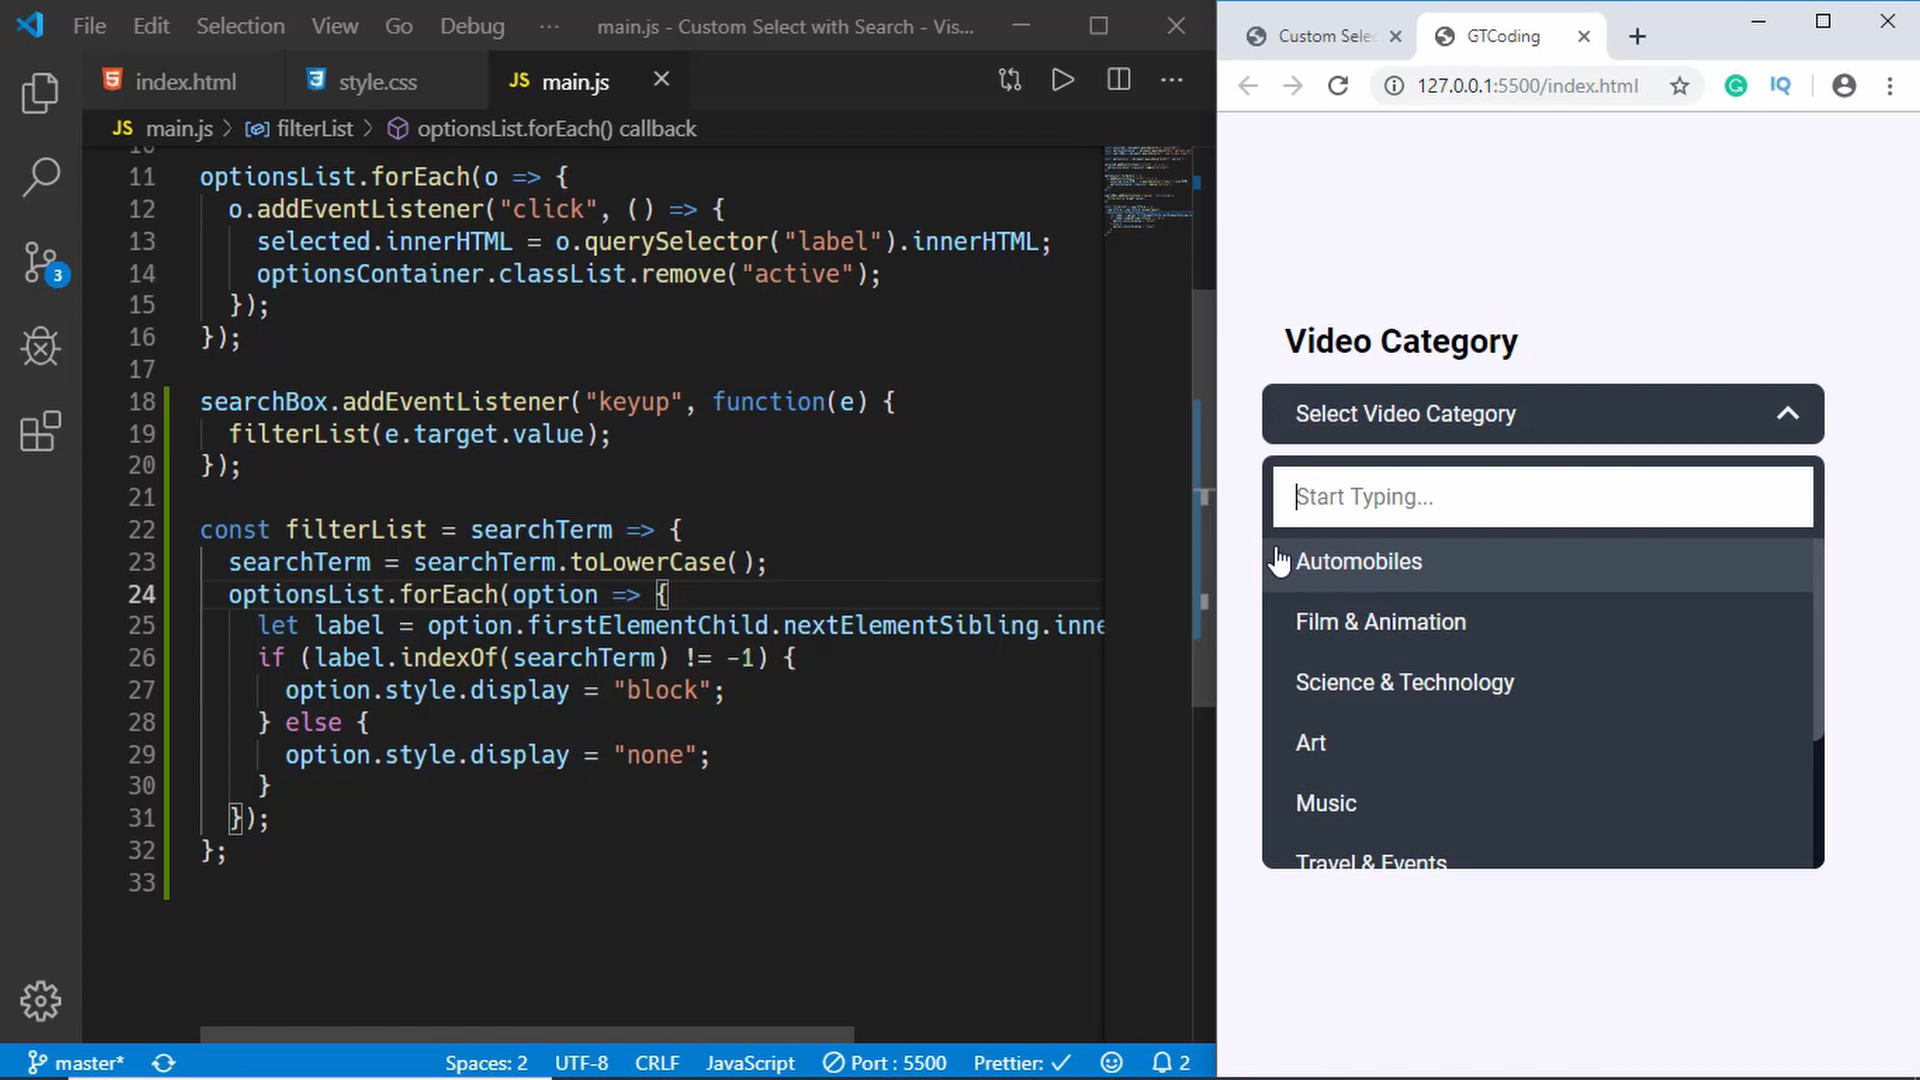 File Edit Selection View Go Debug ··· main.js - Custom Select with Search - Vis...
index.html style.css JS main.js
JS main.js > filterList > optionsList.forEach() callback
10
11 optionsList.forEach(o => {
12 o.addEventListener("click", () => {
13 selected.innerHTML = o.querySelector("label").innerHTML;
14 optionsContainer.classList.remove("active");
15 });
16 });
17
18 searchBox.addEventListener("keyup", function(e) {
19 filterList(e.target.value);
20 });
21
22 const filterList = searchTerm => {
23 searchTerm = searchTerm.toLowerCase();
24 optionsList.forEach(option => {
25 let label = option.firstElementChild.nextElementSibling.inne
26 if (label.indexOf(searchTerm) != -1) {
27 option.style.display = "block";
28 } else {
29 option.style.display = "none";
30 }
31 });
32 };
33
3
master* Spaces: 2 UTF-8 CRLF JavaScript Port : 5500 Prettier: ✓ 2
Custom Selec GTCoding
127.0.0.1:5500/index.html IQ
Video Category
Select Video Category
Start Typing...
Automobiles
Film & Animation
Science & Technology
Art
Music
Travel & Events